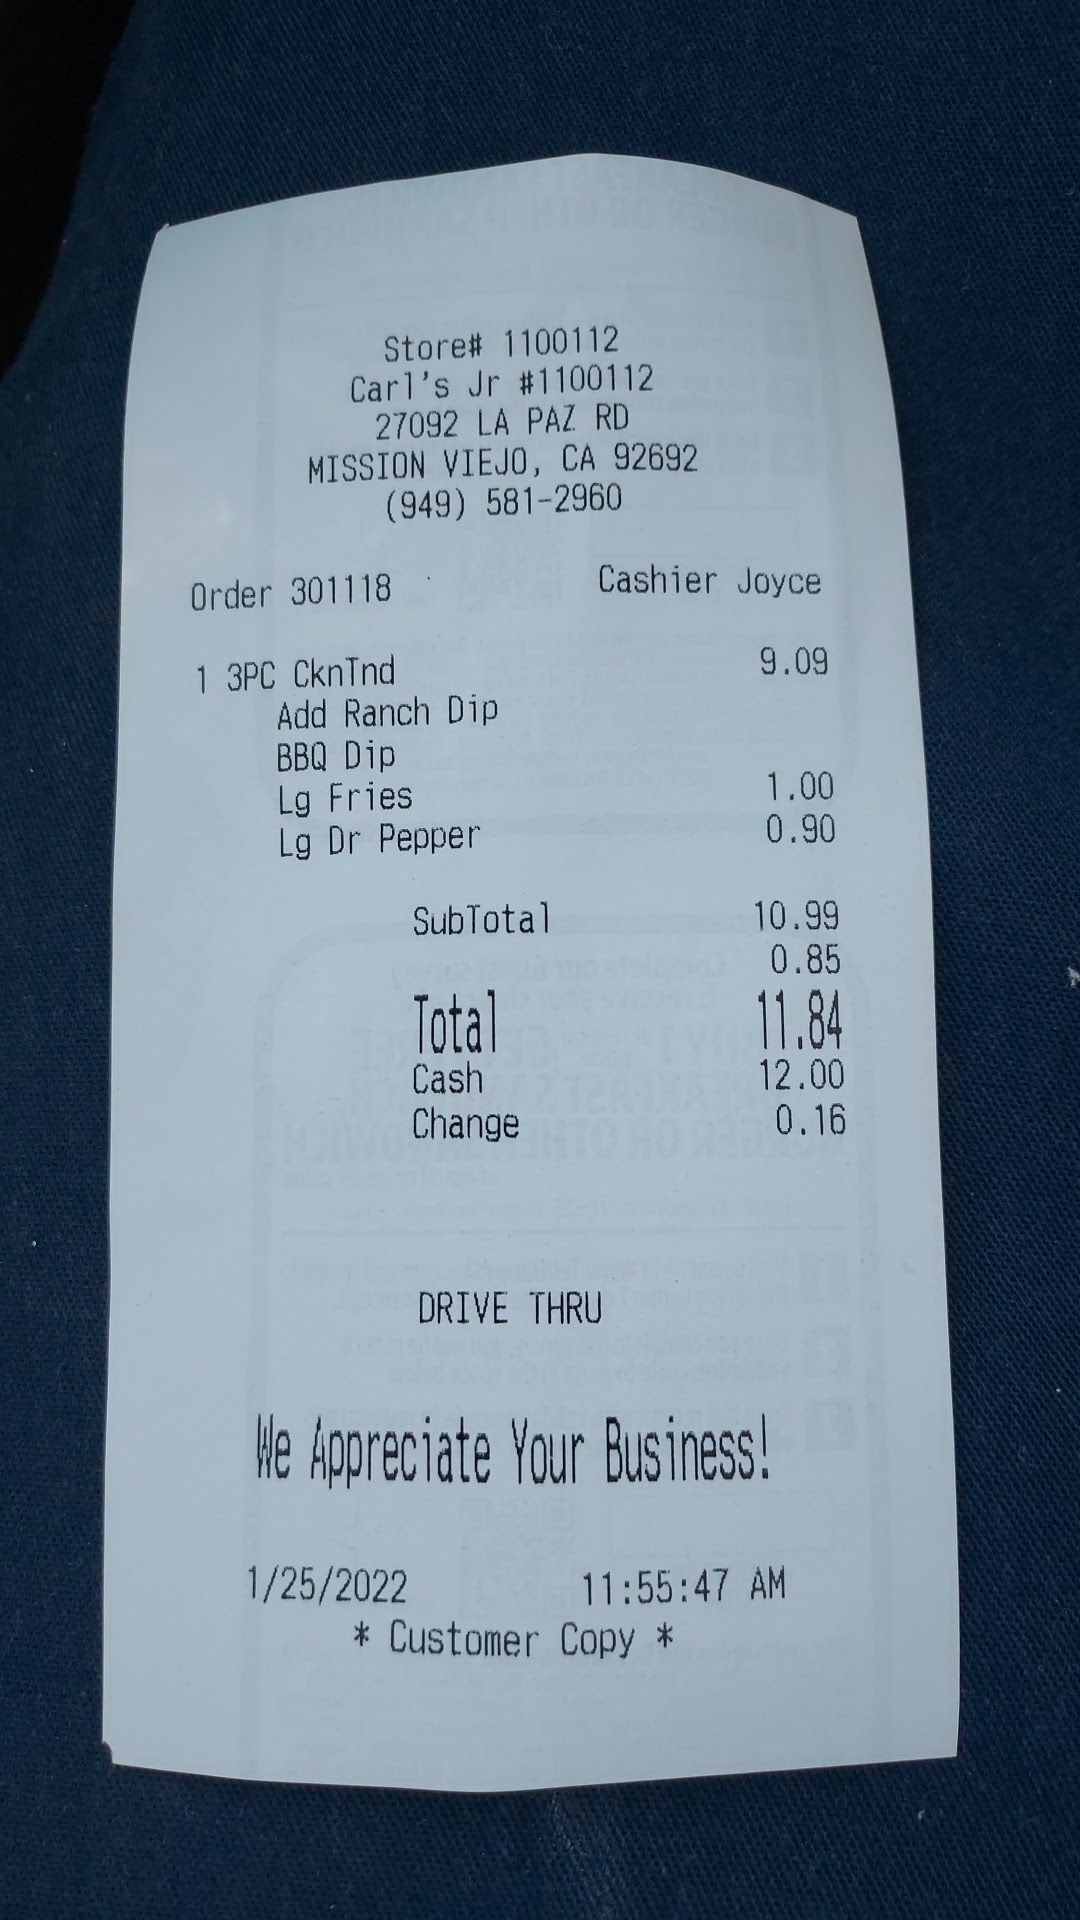 Store# 1100112
Carl's Jr #1100112
27092 LA PAZ RD
MISSION VIEJO, CA 92692
(949) 581-2960
Order 301118 Cashier Joyce
1 3PC CknTnd 9.09
Add Ranch Dip
BBQ Dip
Lg Fries 1.00
Lg Dr Pepper 0.90
SubTotal 10.99
0.85
Total 11.84
Cash 12.00
Change 0.16
DRIVE THRU
We Appreciate Your Business!
1/25/2022 11:55:47 AM
* Customer Copy *